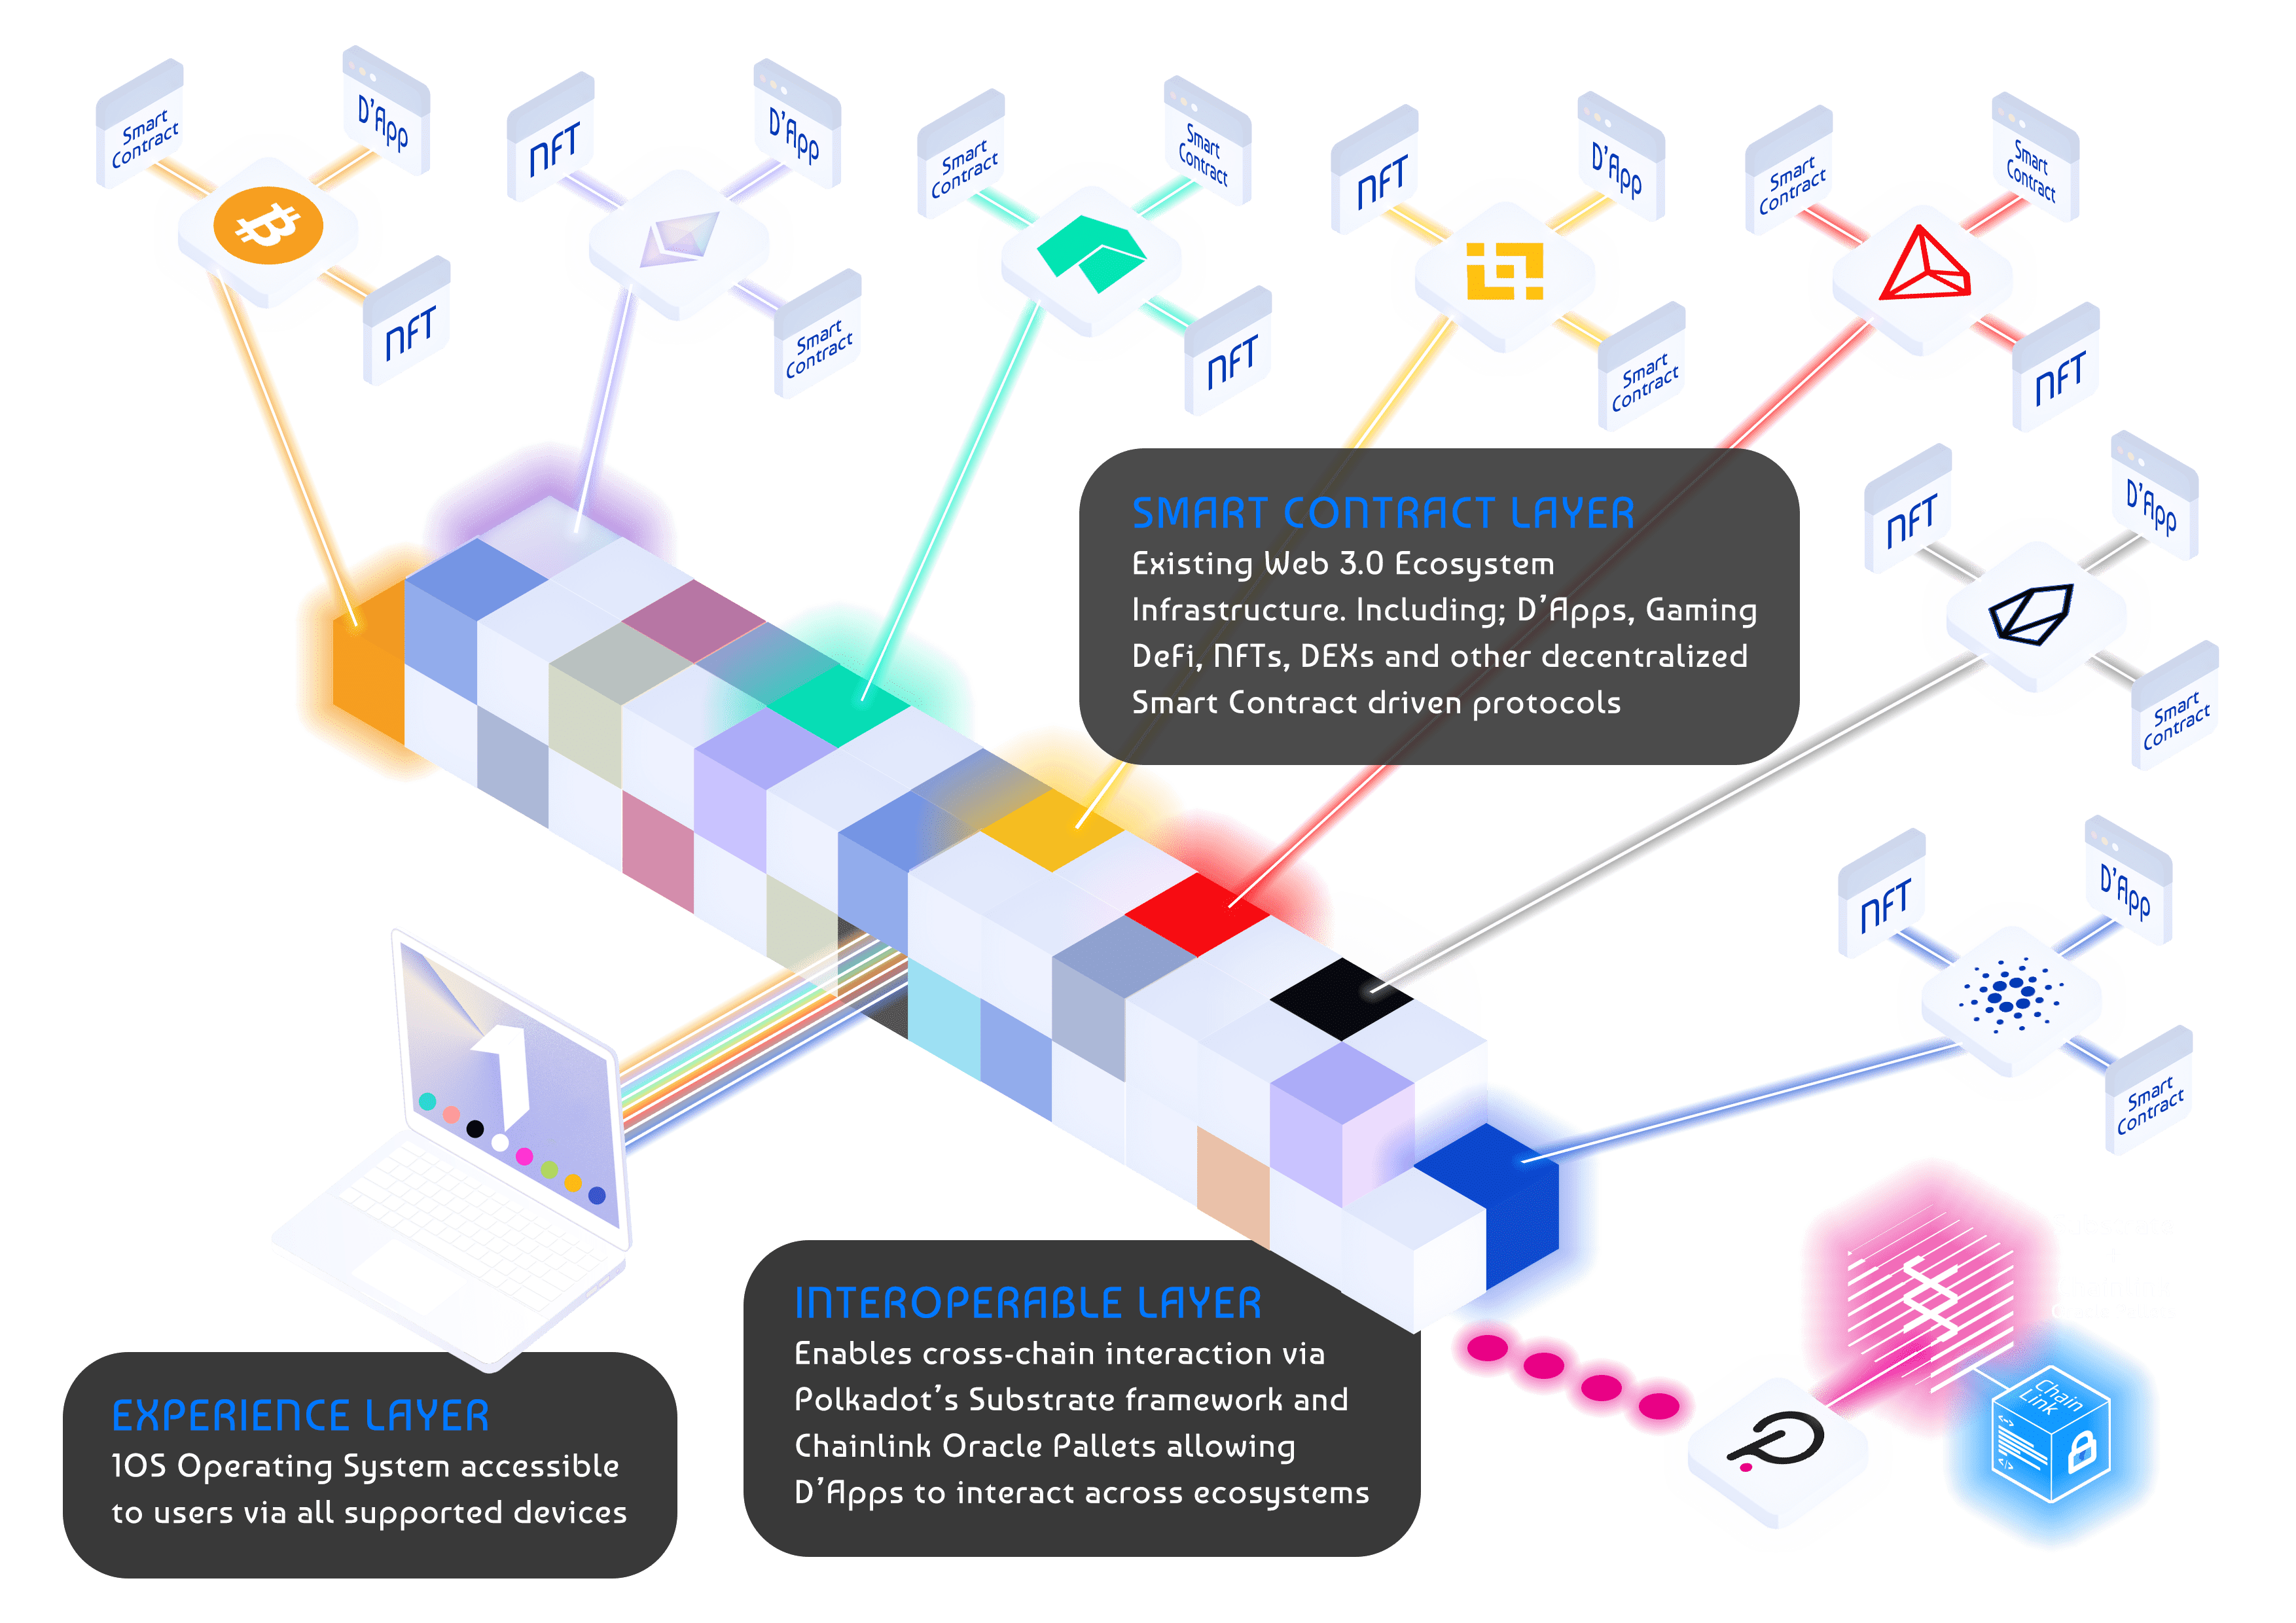 Smart
Contract
D'App
NFT
NFT
D'App
Smart
Contract
Smart
Contract
Smart
Contract
NFT
NFT
D'App
Smart
Contract
Smart
Contract
Smart
Contract
NFT
NFT
D'App
Smart
Contract
SMART CONTRACT LAYER
Existing Web 3.0 Ecosystem
Infrastructure. Including; D'Apps, Gaming
DeFi, NFTs, DEXs and other decentralized
Smart Contract driven protocols
NFT
D'App
Smart
Contract
EXPERIENCE LAYER
1OS Operating System accessible
to users via all supported devices
INTEROPERABLE LAYER
Enables cross-chain interaction via
Polkadot's Substrate framework and
Chainlink Oracle Pallets allowing
D'Apps to interact across ecosystems
Chain
Link